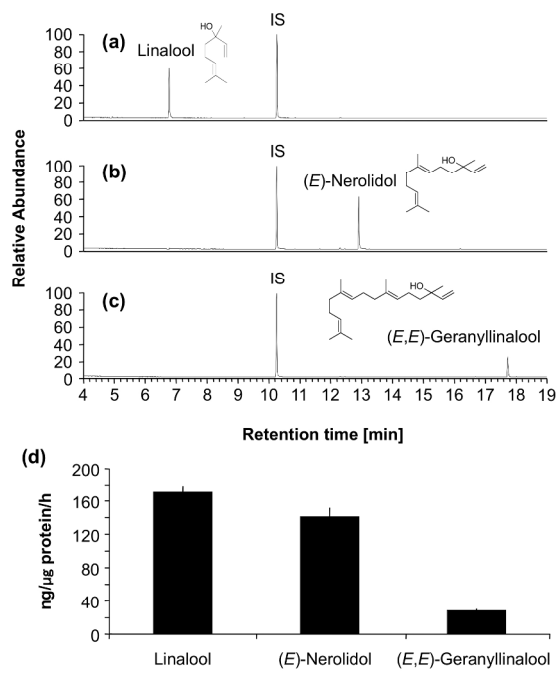 (a)
Linalool
HO
IS
100
80
60
40
20
0
(b)
IS
(E)-Nerolidol
HO
100
80
60
40
20
0
Relative Abundance
(c)
IS
HO
(E,E)-Geranyllinalool
100
80
60
40
20
0
4 5 6 7 8 9 10 11 12 13 14 15 16 17 18 19
Retention time [min]
(d)
ng/µg protein/h
200
160
120
80
40
0
Linalool (E)-Nerolidol (E,E)-Geranyllinalool